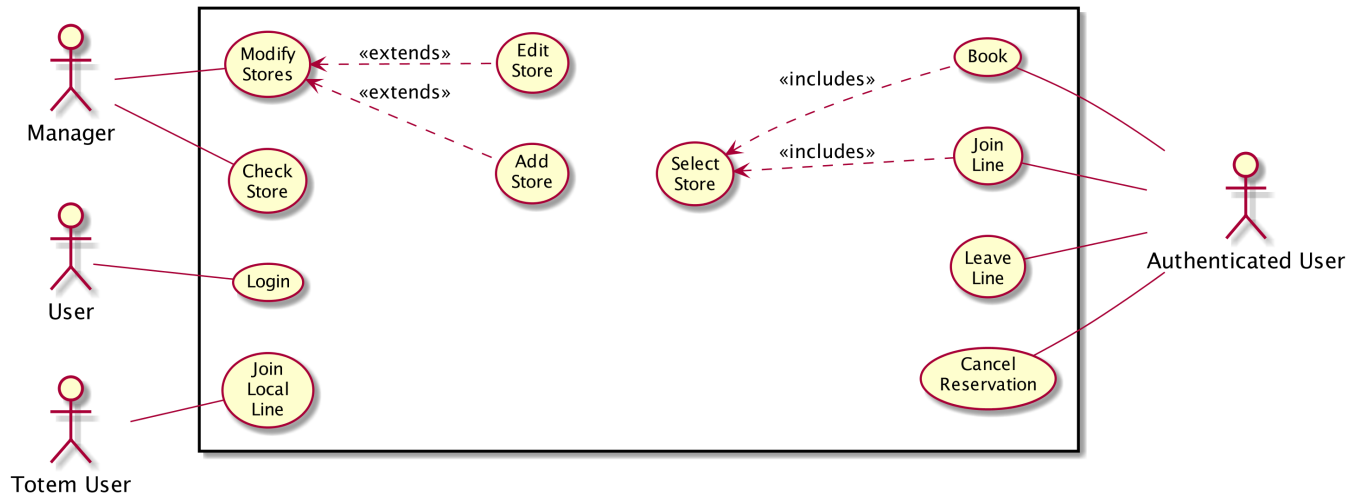 Manager
User
Totem User
Modify
Stores
Check
Store
Login
Join
Local
Line
«extends»
«extends»
Edit
Store
Add
Store
Select
Store
«includes»
«includes»
Book
Join
Line
Leave
Line
Cancel
Reservation
Authenticated User